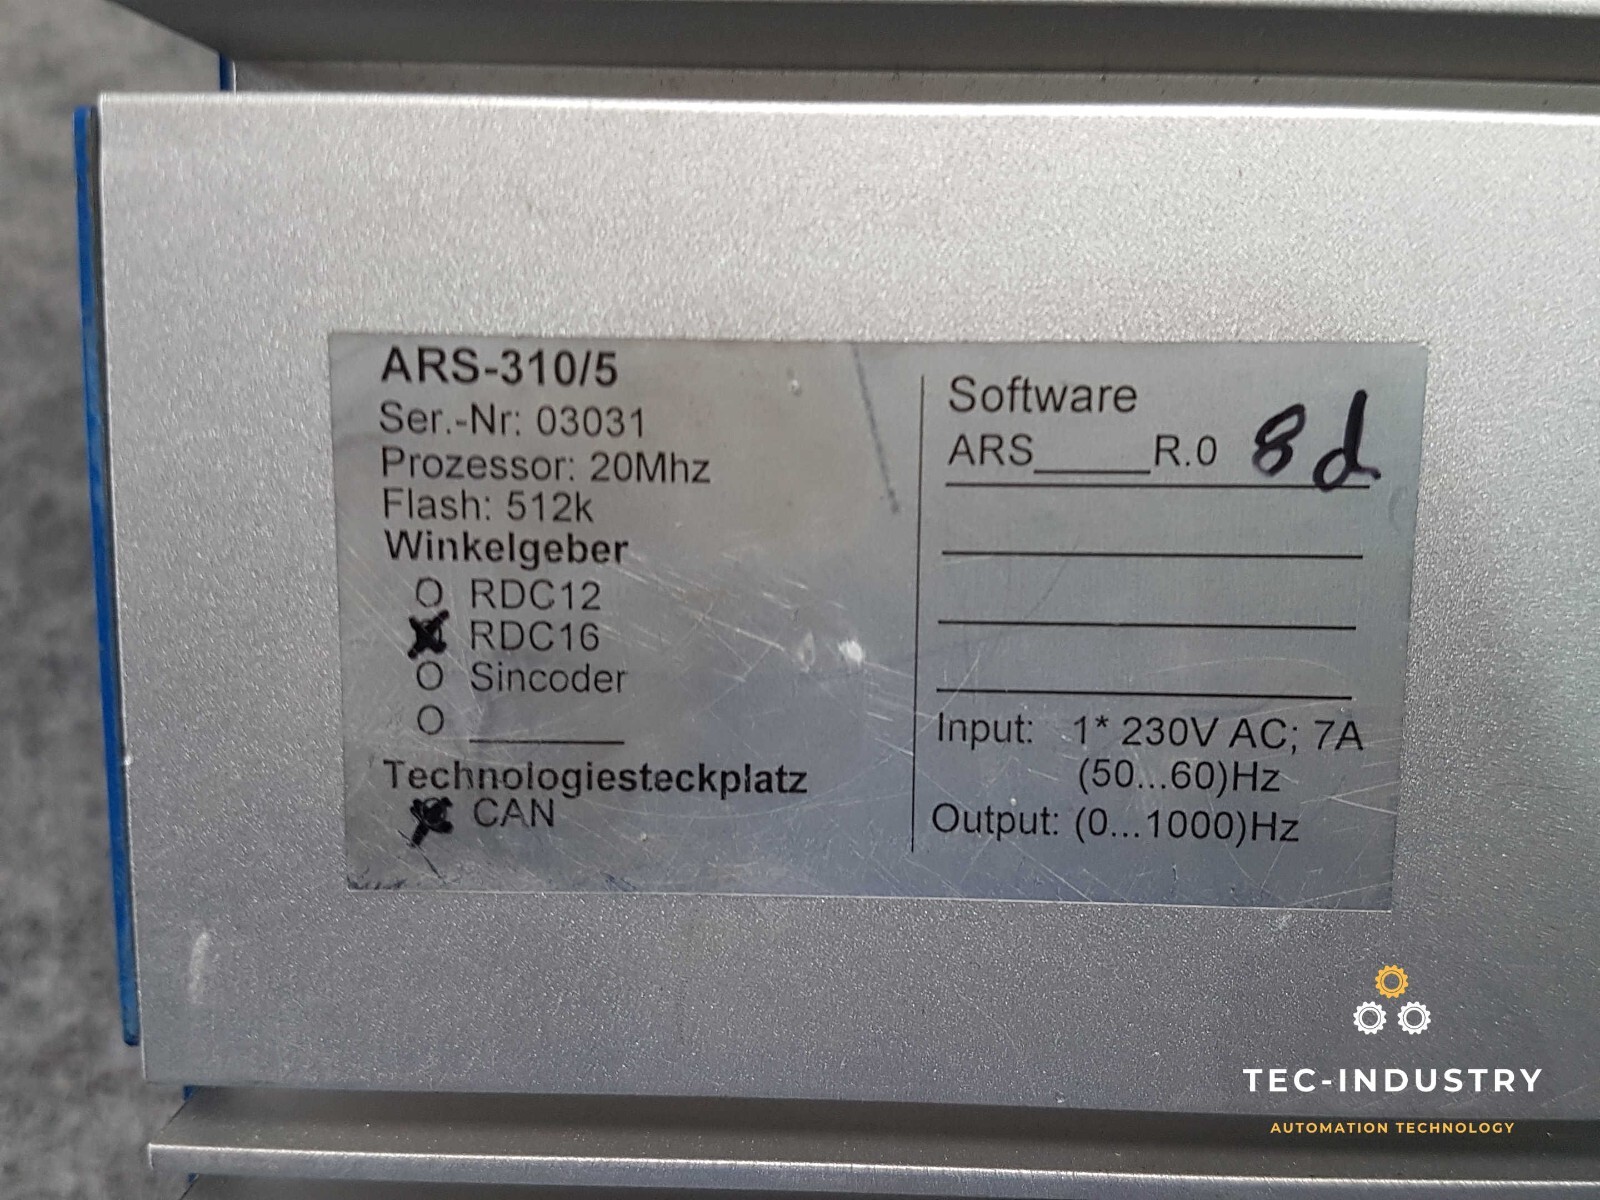 ARS-310/5
Ser.-Nr: 03031
Prozessor: 20Mhz
Flash: 512k
Winkelgeber
RDC12
RDC16
Sincoder
Technologiesteckplatz
CAN
Software
ARS_____R.0 8d
Input: 1* 230V AC; 7A
(50...60)Hz
Output: (0...1000)Hz
TEC-INDUSTRY
AUTOMATION TECHNOLOGY